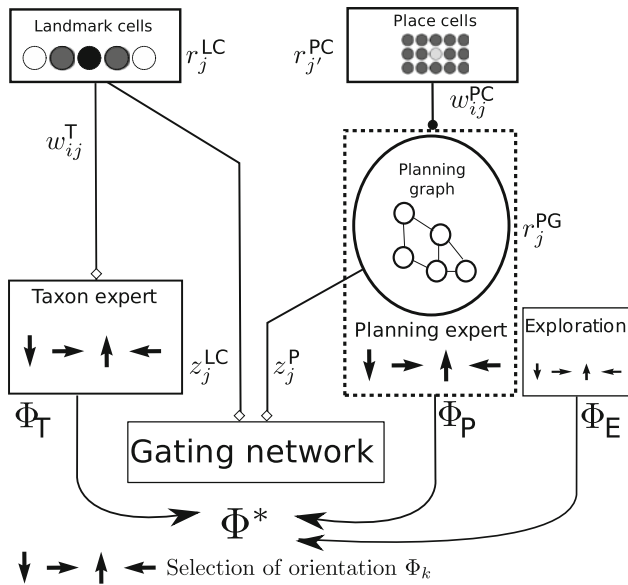 Landmark cells
r_j^LC
Place cells
r_j'^PC
w_ij^T
w_ij^PC
Planning
graph
r_j^PG
Taxon expert
Planning expert
Exploration
z_j^LC
z_j^P
Φ_T
Φ_P
Φ_E
Gating network
Φ*
Selection of orientation Φ_k